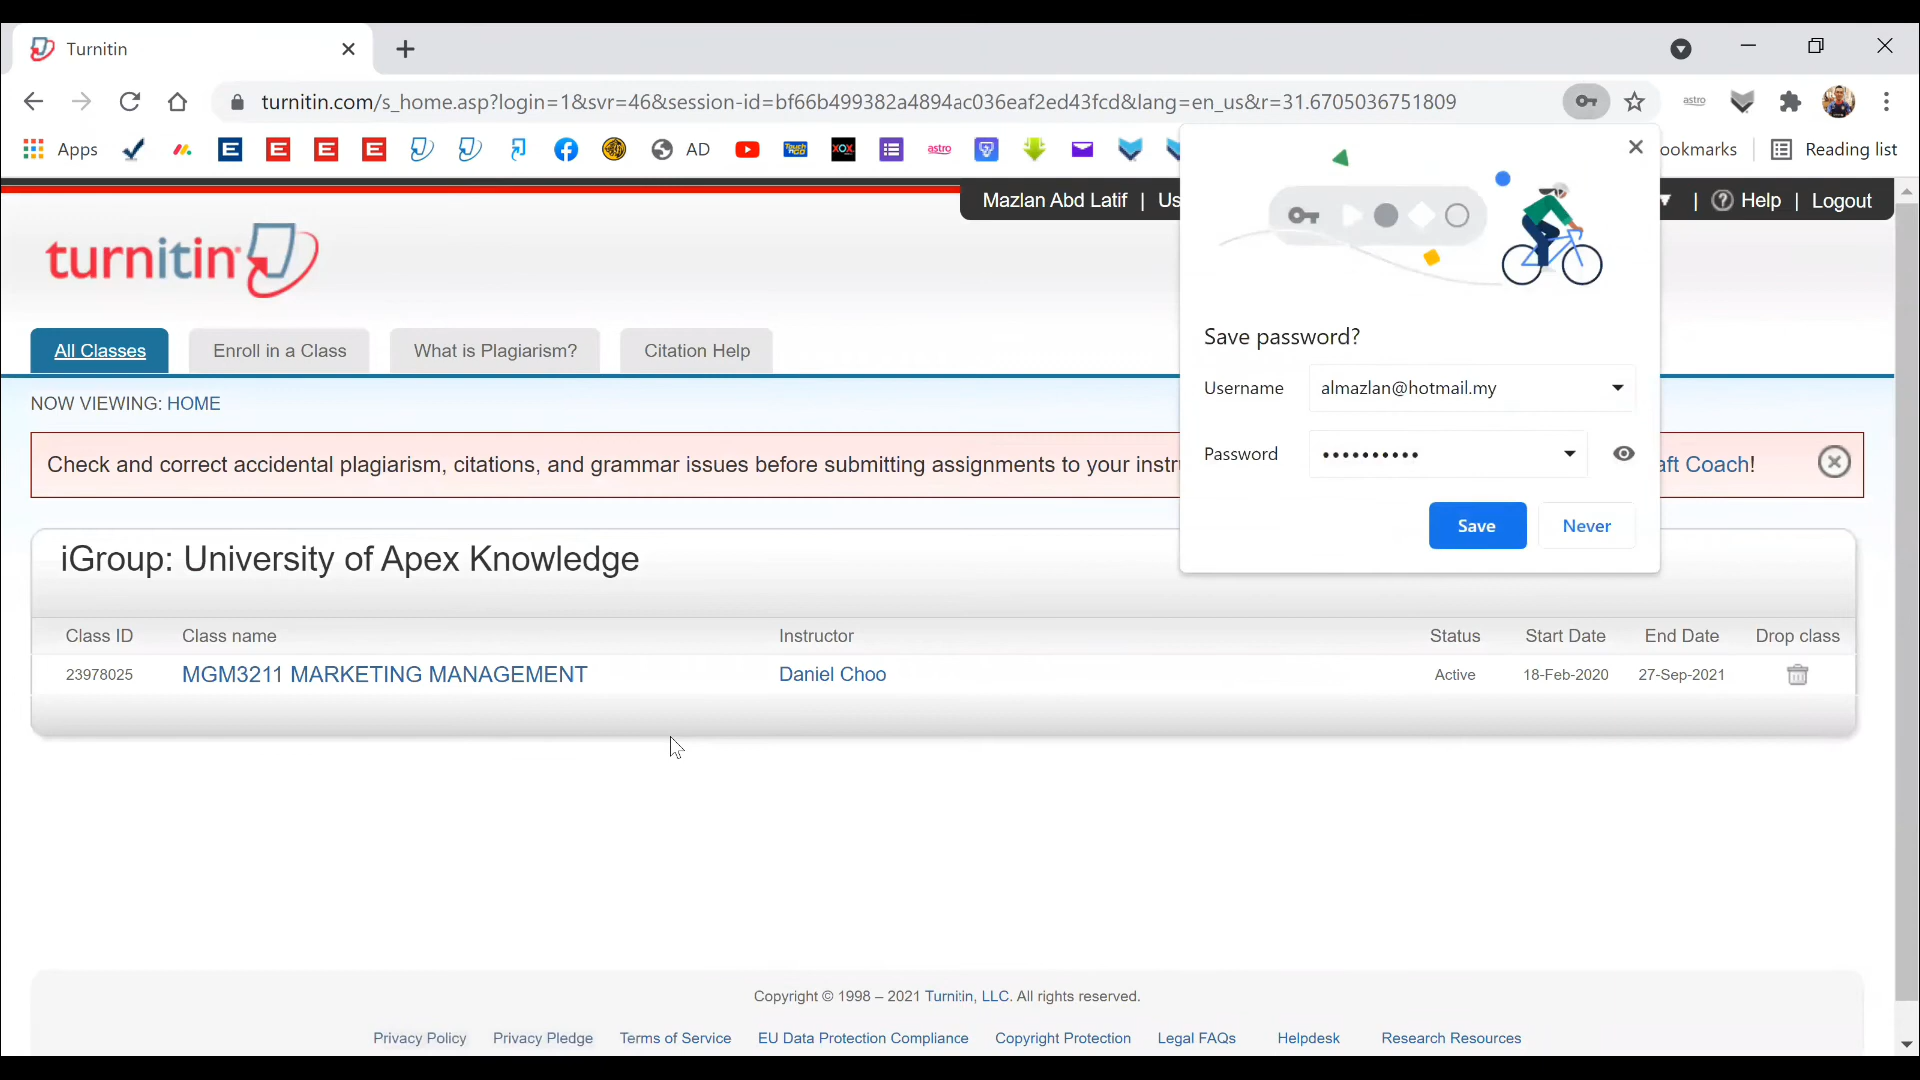 Turnitin
turnitin.com/s_home.asp?login=1&svr=46&session-id=bf66b499382a4894ac036eaf2ed43fcd&lang=en_us&r=31.6705036751809
astro
Apps
E
E
E
E
AD
Touch nGO
XOX
astro
ookmarks
Reading list
Mazlan Abd Latif | Us
| Help | Logout
turnitin
All Classes
Enroll in a Class
What is Plagiarism?
Citation Help
NOW VIEWING: HOME
Check and correct accidental plagiarism, citations, and grammar issues before submitting assignments to your instr
aft Coach!
Save password?
Username almazlan@hotmail.my
Password ••••••••••
Save
Never
iGroup: University of Apex Knowledge
Class ID Class name Instructor Status Start Date End Date Drop class
23978025 MGM3211 MARKETING MANAGEMENT Daniel Choo Active 18-Feb-2020 27-Sep-2021
Copyright © 1998 – 2021 Turnitin, LLC. All rights reserved.
Privacy Policy Privacy Pledge Terms of Service EU Data Protection Compliance Copyright Protection Legal FAQs Helpdesk Research Resources